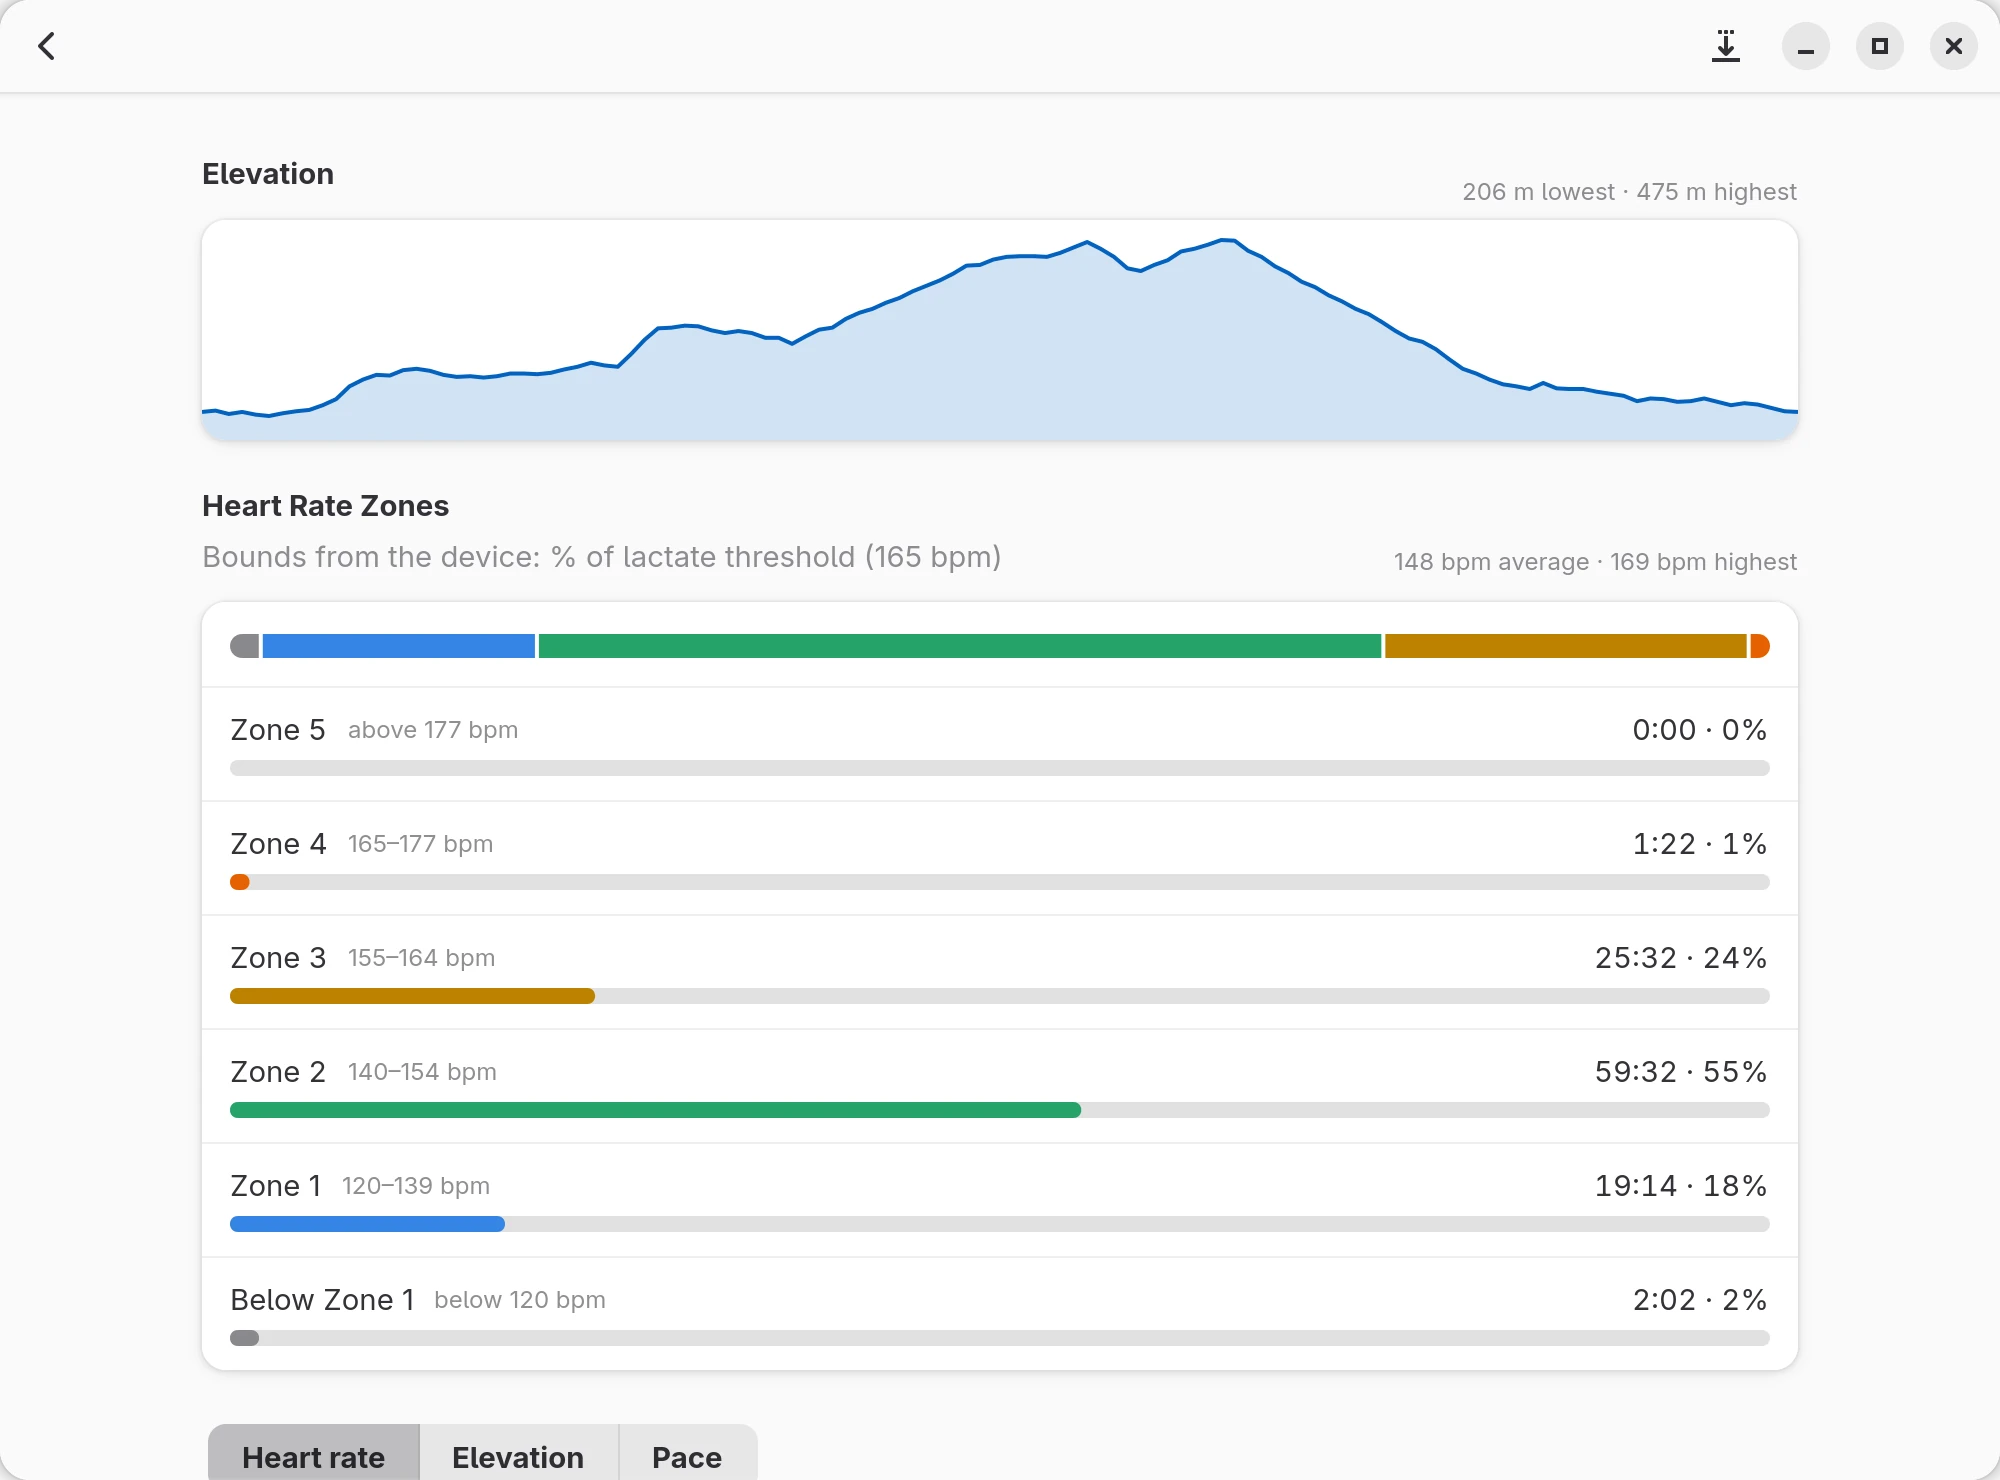 Elevation
206 m lowest · 475 m highest
Heart Rate Zones
Bounds from the device: % of lactate threshold (165 bpm)
148 bpm average · 169 bpm highest
Zone 5 above 177 bpm 0:00 · 0%
Zone 4 165–177 bpm 1:22 · 1%
Zone 3 155–164 bpm 25:32 · 24%
Zone 2 140–154 bpm 59:32 · 55%
Zone 1 120–139 bpm 19:14 · 18%
Below Zone 1 below 120 bpm 2:02 · 2%
Heart rate Elevation Pace